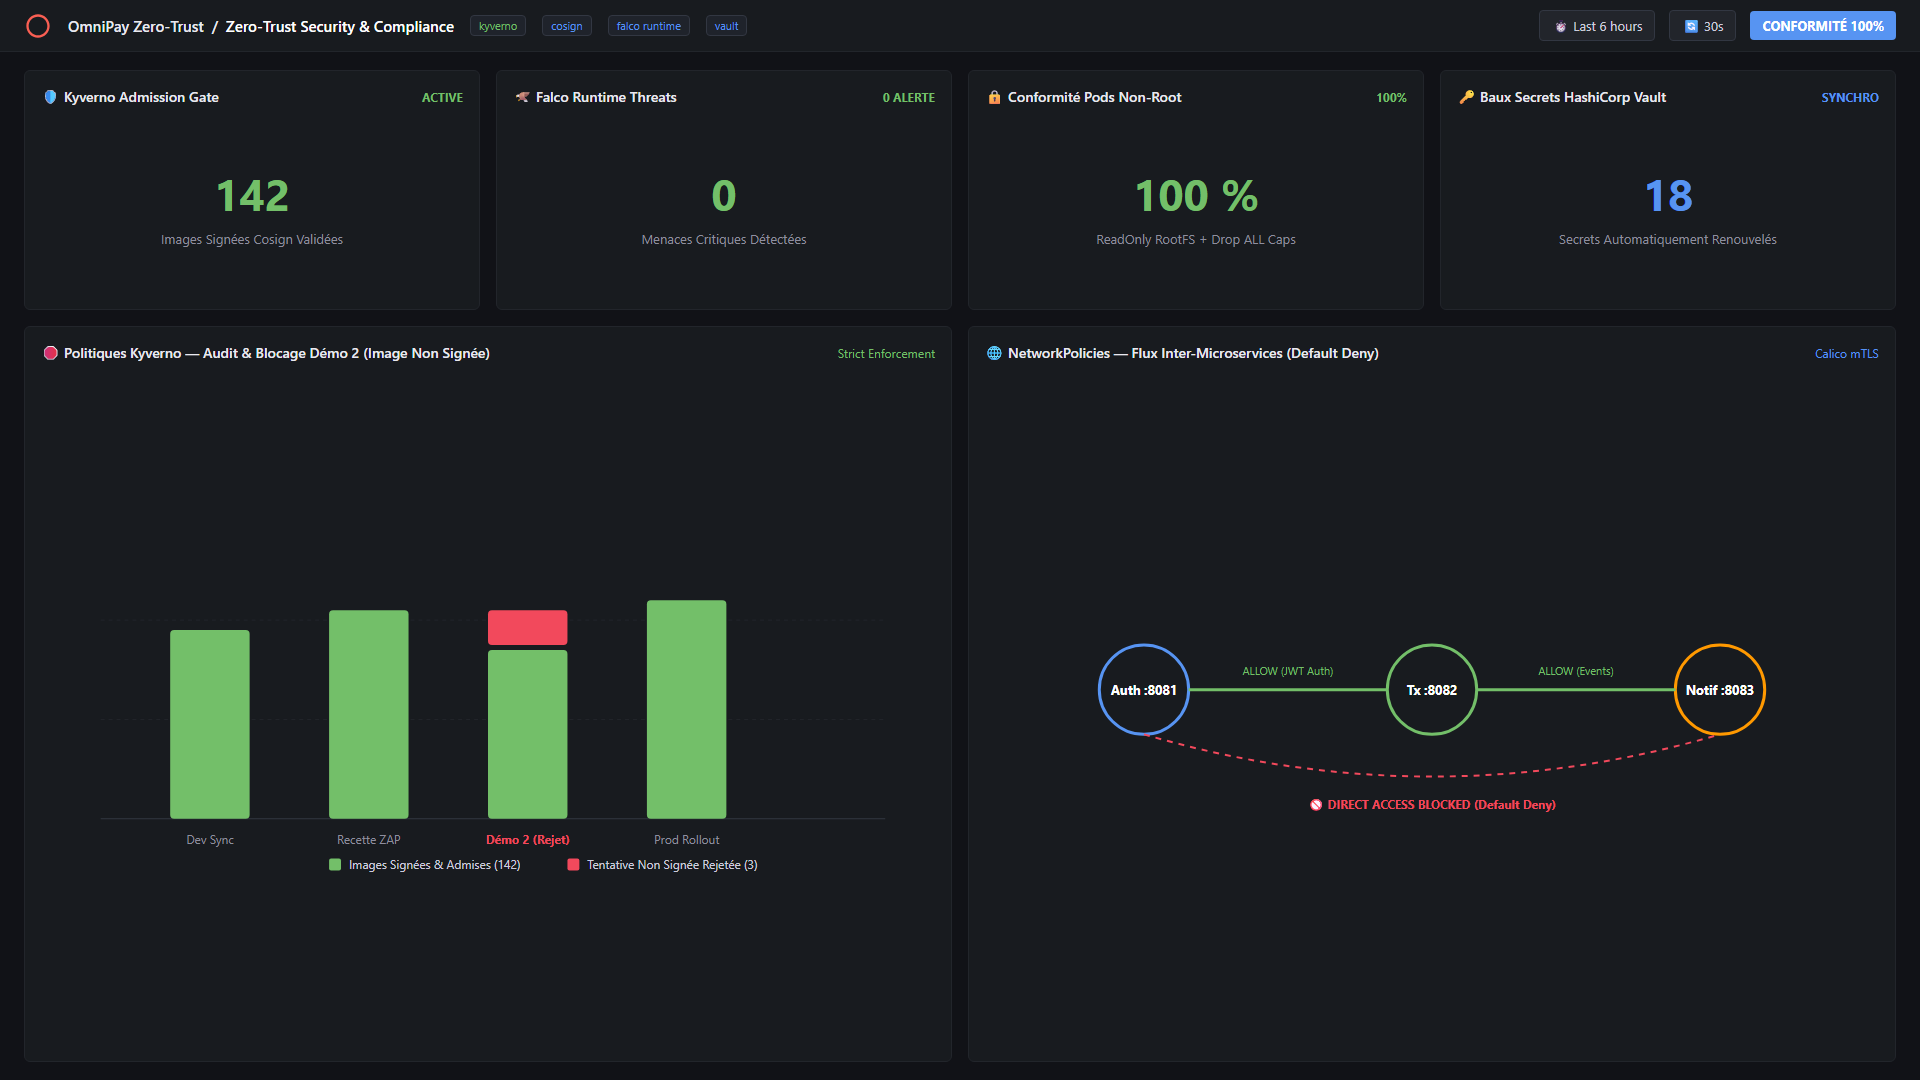 OmniPay Zero-Trust / Zero-Trust Security & Compliance
kyverno
cosign
falco runtime
vault
Last 6 hours
30s
CONFORMITÉ 100%
Kyverno Admission Gate
ACTIVE
142
Images Signées Cosign Validées
Falco Runtime Threats
0 ALERTE
0
Menaces Critiques Détectées
Conformité Pods Non-Root
100%
100 %
ReadOnly RootFS + Drop ALL Caps
Baux Secrets HashiCorp Vault
SYNCHRO
18
Secrets Automatiquement Renouvelés
Politiques Kyverno — Audit & Blocage Démo 2 (Image Non Signée)
Strict Enforcement
Dev Sync
Recette ZAP
Démo 2 (Rejet)
Prod Rollout
Images Signées & Admises (142)
Tentative Non Signée Rejetée (3)
NetworkPolicies — Flux Inter-Microservices (Default Deny)
Calico mTLS
ALLOW (JWT Auth)
ALLOW (Events)
Auth :8081
Tx :8082
Notif :8083
DIRECT ACCESS BLOCKED (Default Deny)